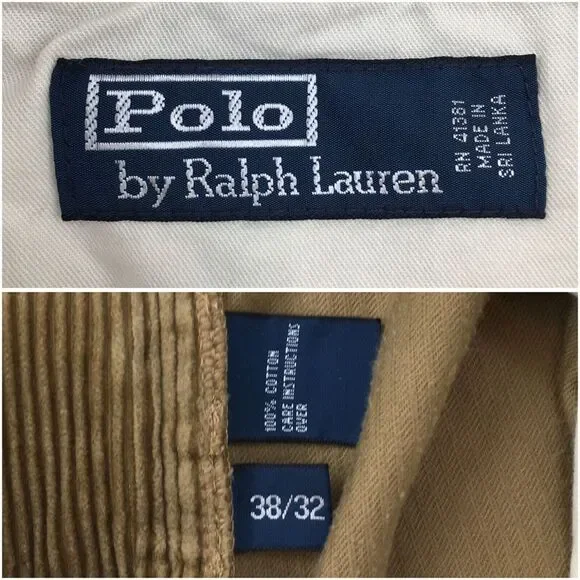 Polo
by Ralph Lauren
RN 41381
MADE IN
SRI LANKA
100% COTTON
CARE INSTRUCTIONS
OVER
38/32